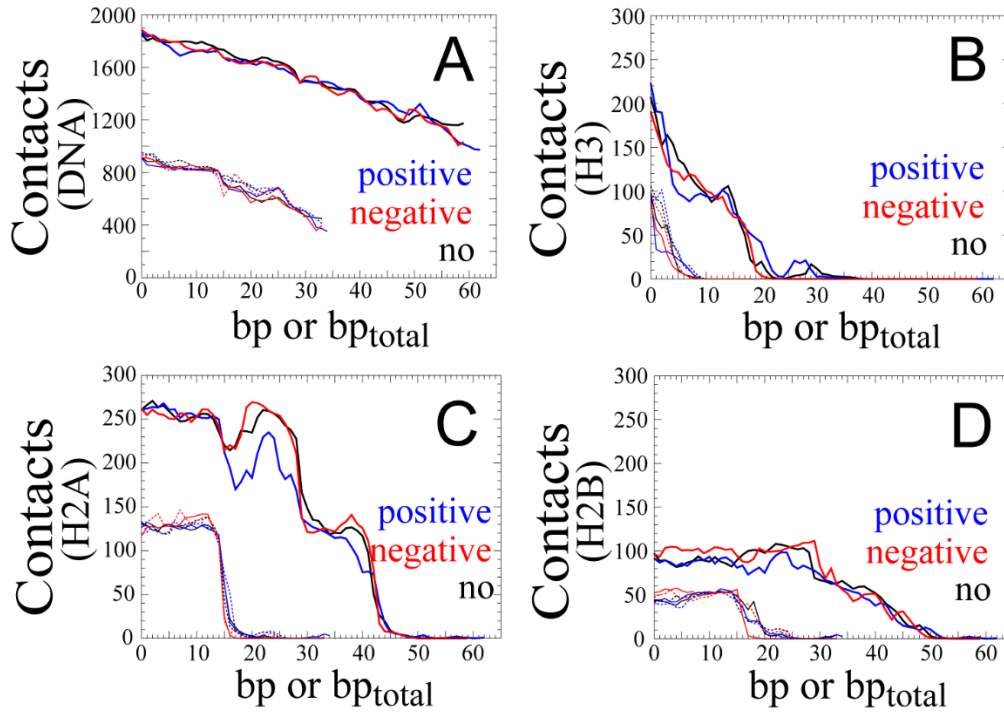 A
Contacts
(DNA)
2000
1600
1200
800
400
0
positive
negative
no
0 10 20 30 40 50 60
bp or bptotal
B
Contacts
(H3)
300
250
200
150
100
50
0
positive
negative
no
0 10 20 30 40 50 60
bp or bptotal
C
Contacts
(H2A)
300
250
200
150
100
50
0
positive
negative
no
0 10 20 30 40 50 60
bp or bptotal
D
Contacts
(H2B)
300
250
200
150
100
50
0
positive
negative
no
0 10 20 30 40 50 60
bp or bptotal